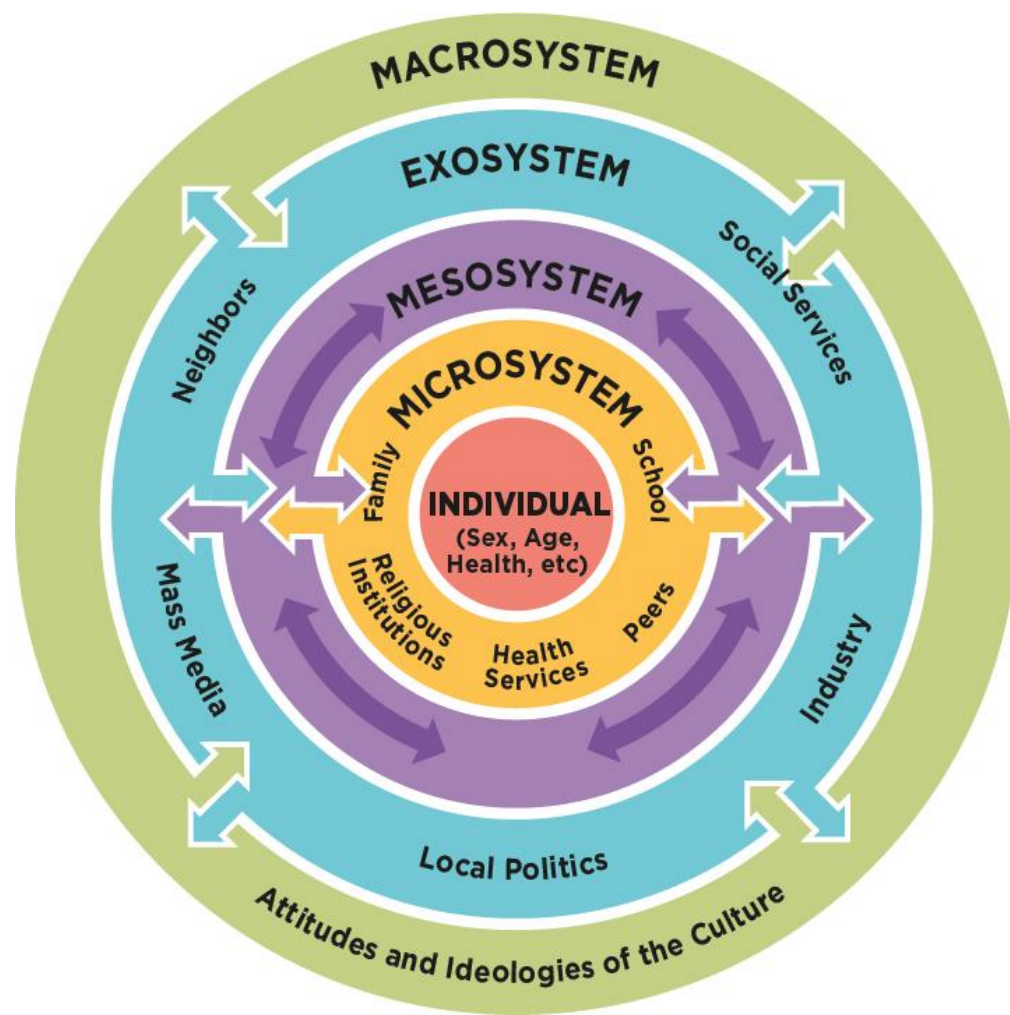 MACROSYSTEM
EXOSYSTEM
Social Services
Neighbors
MESOSYSTEM
MICROSYSTEM
Family
School
INDIVIDUAL
(Sex, Age,
Health, etc)
Religious
Institutions
Health
Services
Peers
Mass Media
Industry
Local Politics
Attitudes and Ideologies of the Culture